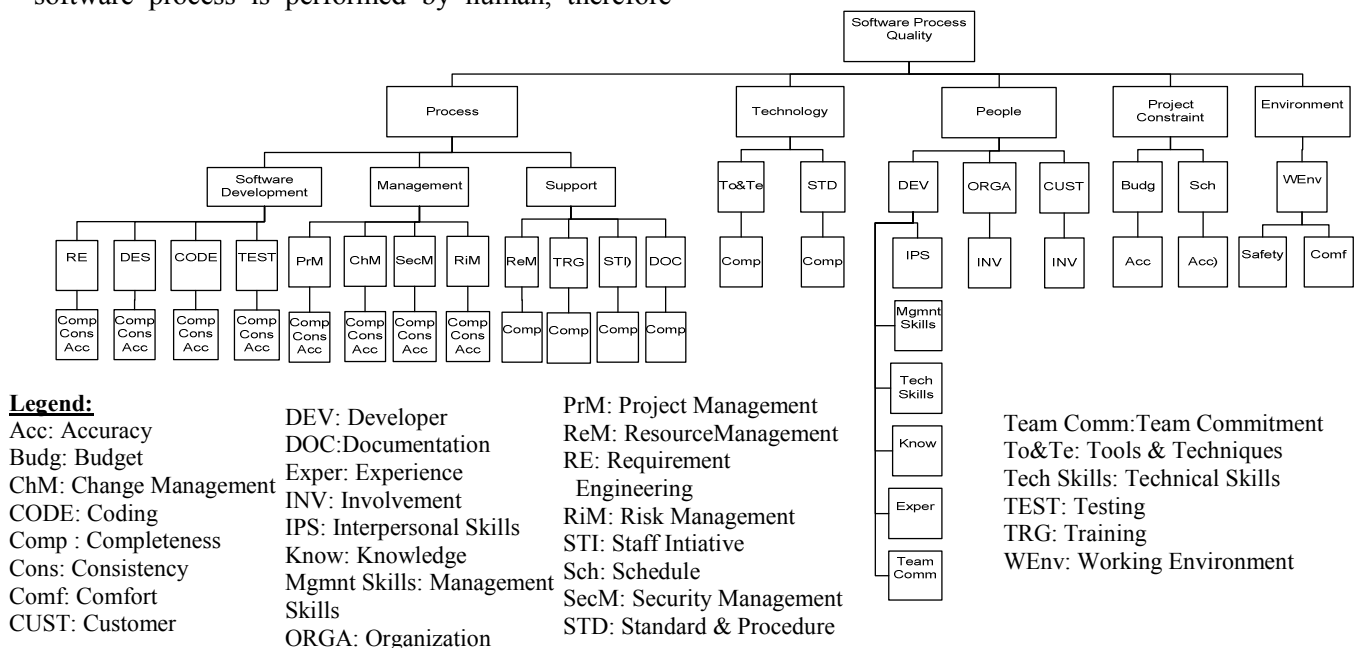 software process is performed by human, therefore
Software Process
Quality
Process
Technology
People
Project
Constraint
Environment
Software
Development
Management
Support
To&Te
STD
DEV
ORGA
CUST
Budg
Sch
WEnv
RE
DES
CODE
TEST
PrM
ChM
SecM
RiM
ReM
TRG
STI)
DOC
Comp
Comp
IPS
INV
INV
Acc
Acc)
Safety
Comf
Comp
Cons
Acc
Comp
Cons
Acc
Comp
Cons
Acc
Comp
Cons
Acc
Comp
Cons
Acc
Comp
Cons
Acc
Comp
Cons
Acc
Comp
Cons
Acc
Comp
Comp
Comp
Comp
Mgmnt
Skills
Tech
Skills
Know
Exper
Team
Comm
Legend:
Acc: Accuracy
Budg: Budget
ChM: Change Management
CODE: Coding
Comp : Completeness
Cons: Consistency
Comf: Comfort
CUST: Customer
DEV: Developer
DOC:Documentation
Exper: Experience
INV: Involvement
IPS: Interpersonal Skills
Know: Knowledge
Mgmnt Skills: Management
Skills
ORGA: Organization
PrM: Project Management
ReM: ResourceManagement
RE: Requirement
Engineering
RiM: Risk Management
STI: Staff Intiative
Sch: Schedule
SecM: Security Management
STD: Standard & Procedure
Team Comm:Team Commitment
To&Te: Tools & Techniques
Tech Skills: Technical Skills
TEST: Testing
TRG: Training
WEnv: Working Environment